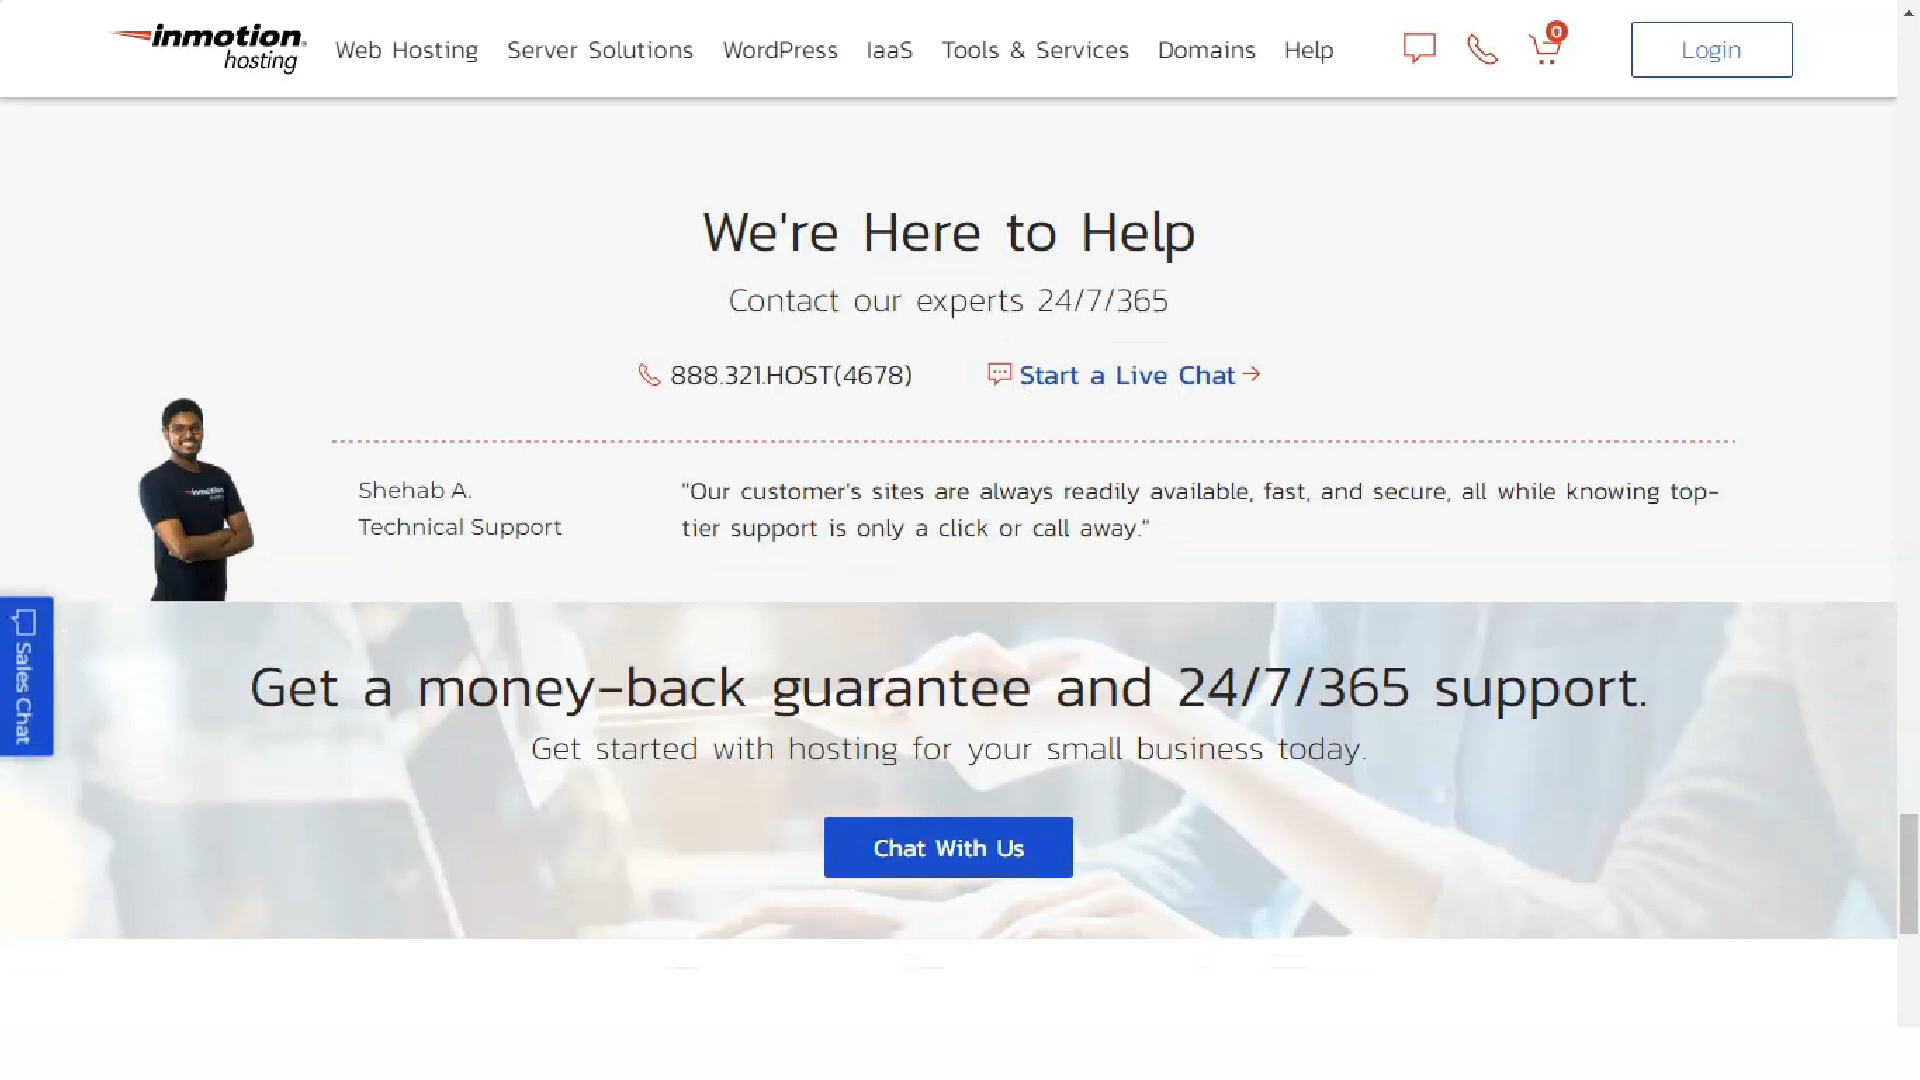 inmotion
hosting
Web Hosting Server Solutions WordPress IaaS Tools & Services Domains Help
0
Login
We're Here to Help
Contact our experts 24/7/365
888.321.HOST(4678) Start a Live Chat
inmotion
Shehab A.
Technical Support
"Our customer's sites are always readily available, fast, and secure, all while knowing top-
tier support is only a click or call away."
Sales Chat
Get a money-back guarantee and 24/7/365 support.
Get started with hosting for your small business today.
Chat With Us